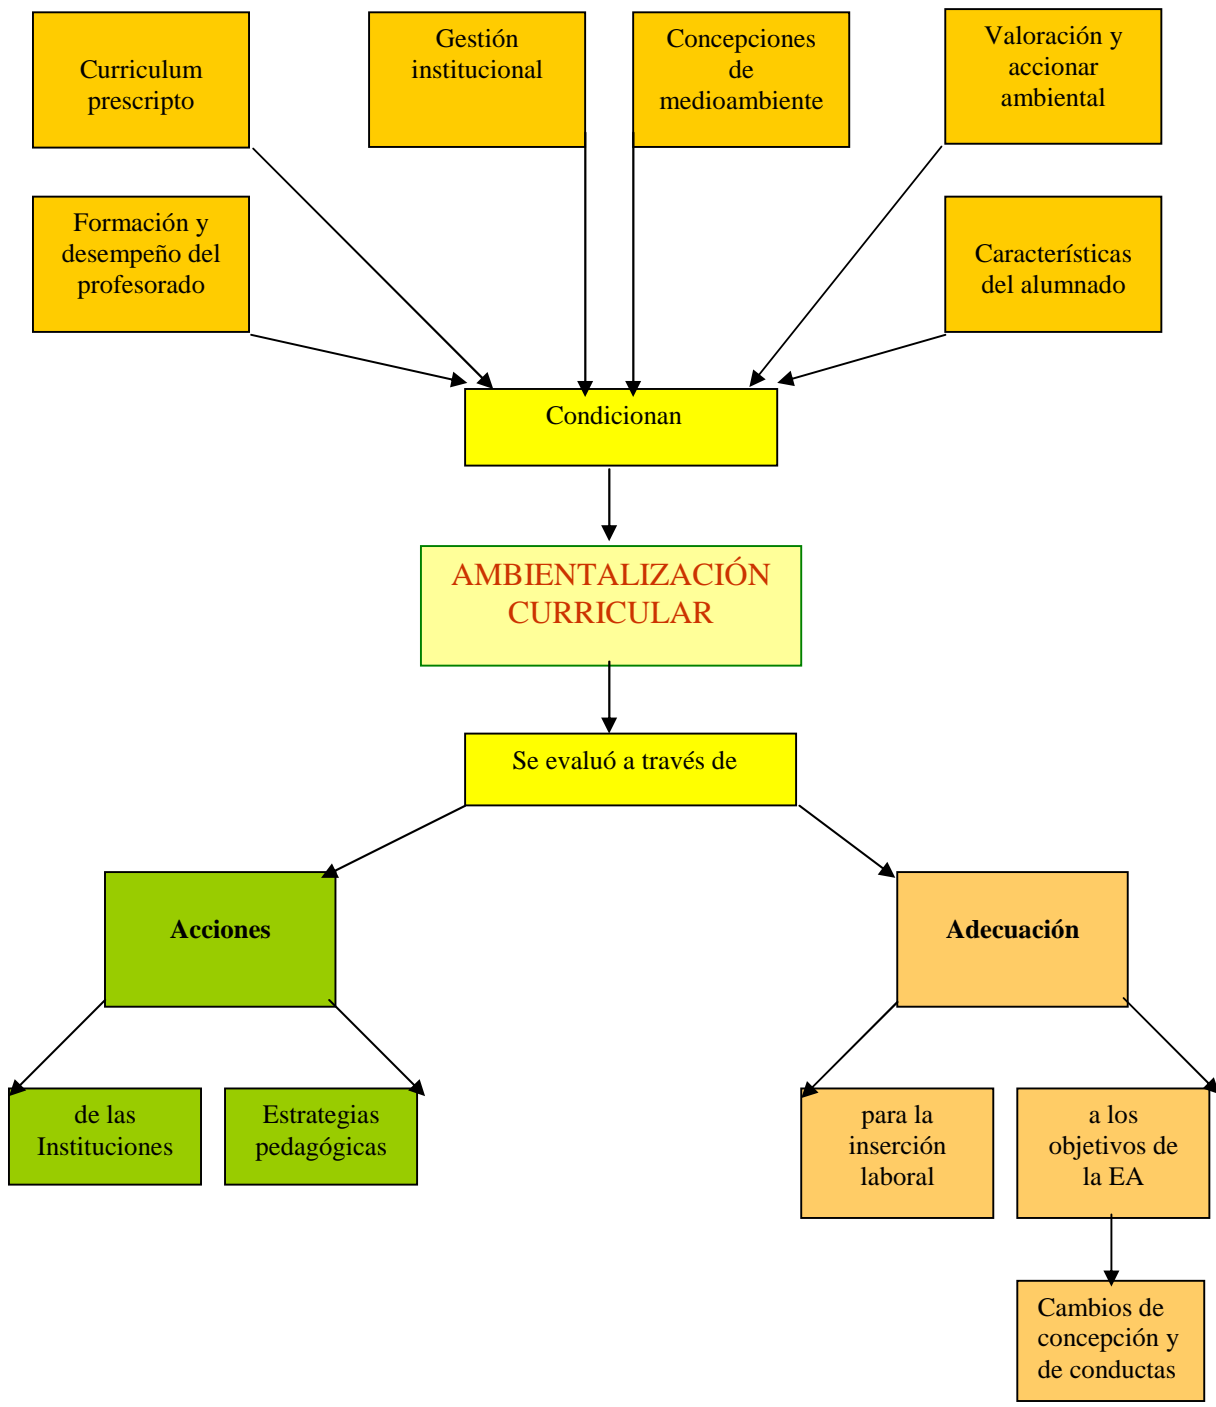 Curriculum
prescripto
Gestión
institucional
Concepciones
de
medioambiente
Valoración y
accionar
ambiental
Formación y
desempeño del
profesorado
Características
del alumnado
Condicionan
AMBIENTALIZACIÓN
CURRICULAR
Se evaluó a través de
Acciones
Adecuación
de las
Instituciones
Estrategias
pedagógicas
para la
inserción
laboral
a los
objetivos de
la EA
Cambios de
concepción y
de conductas